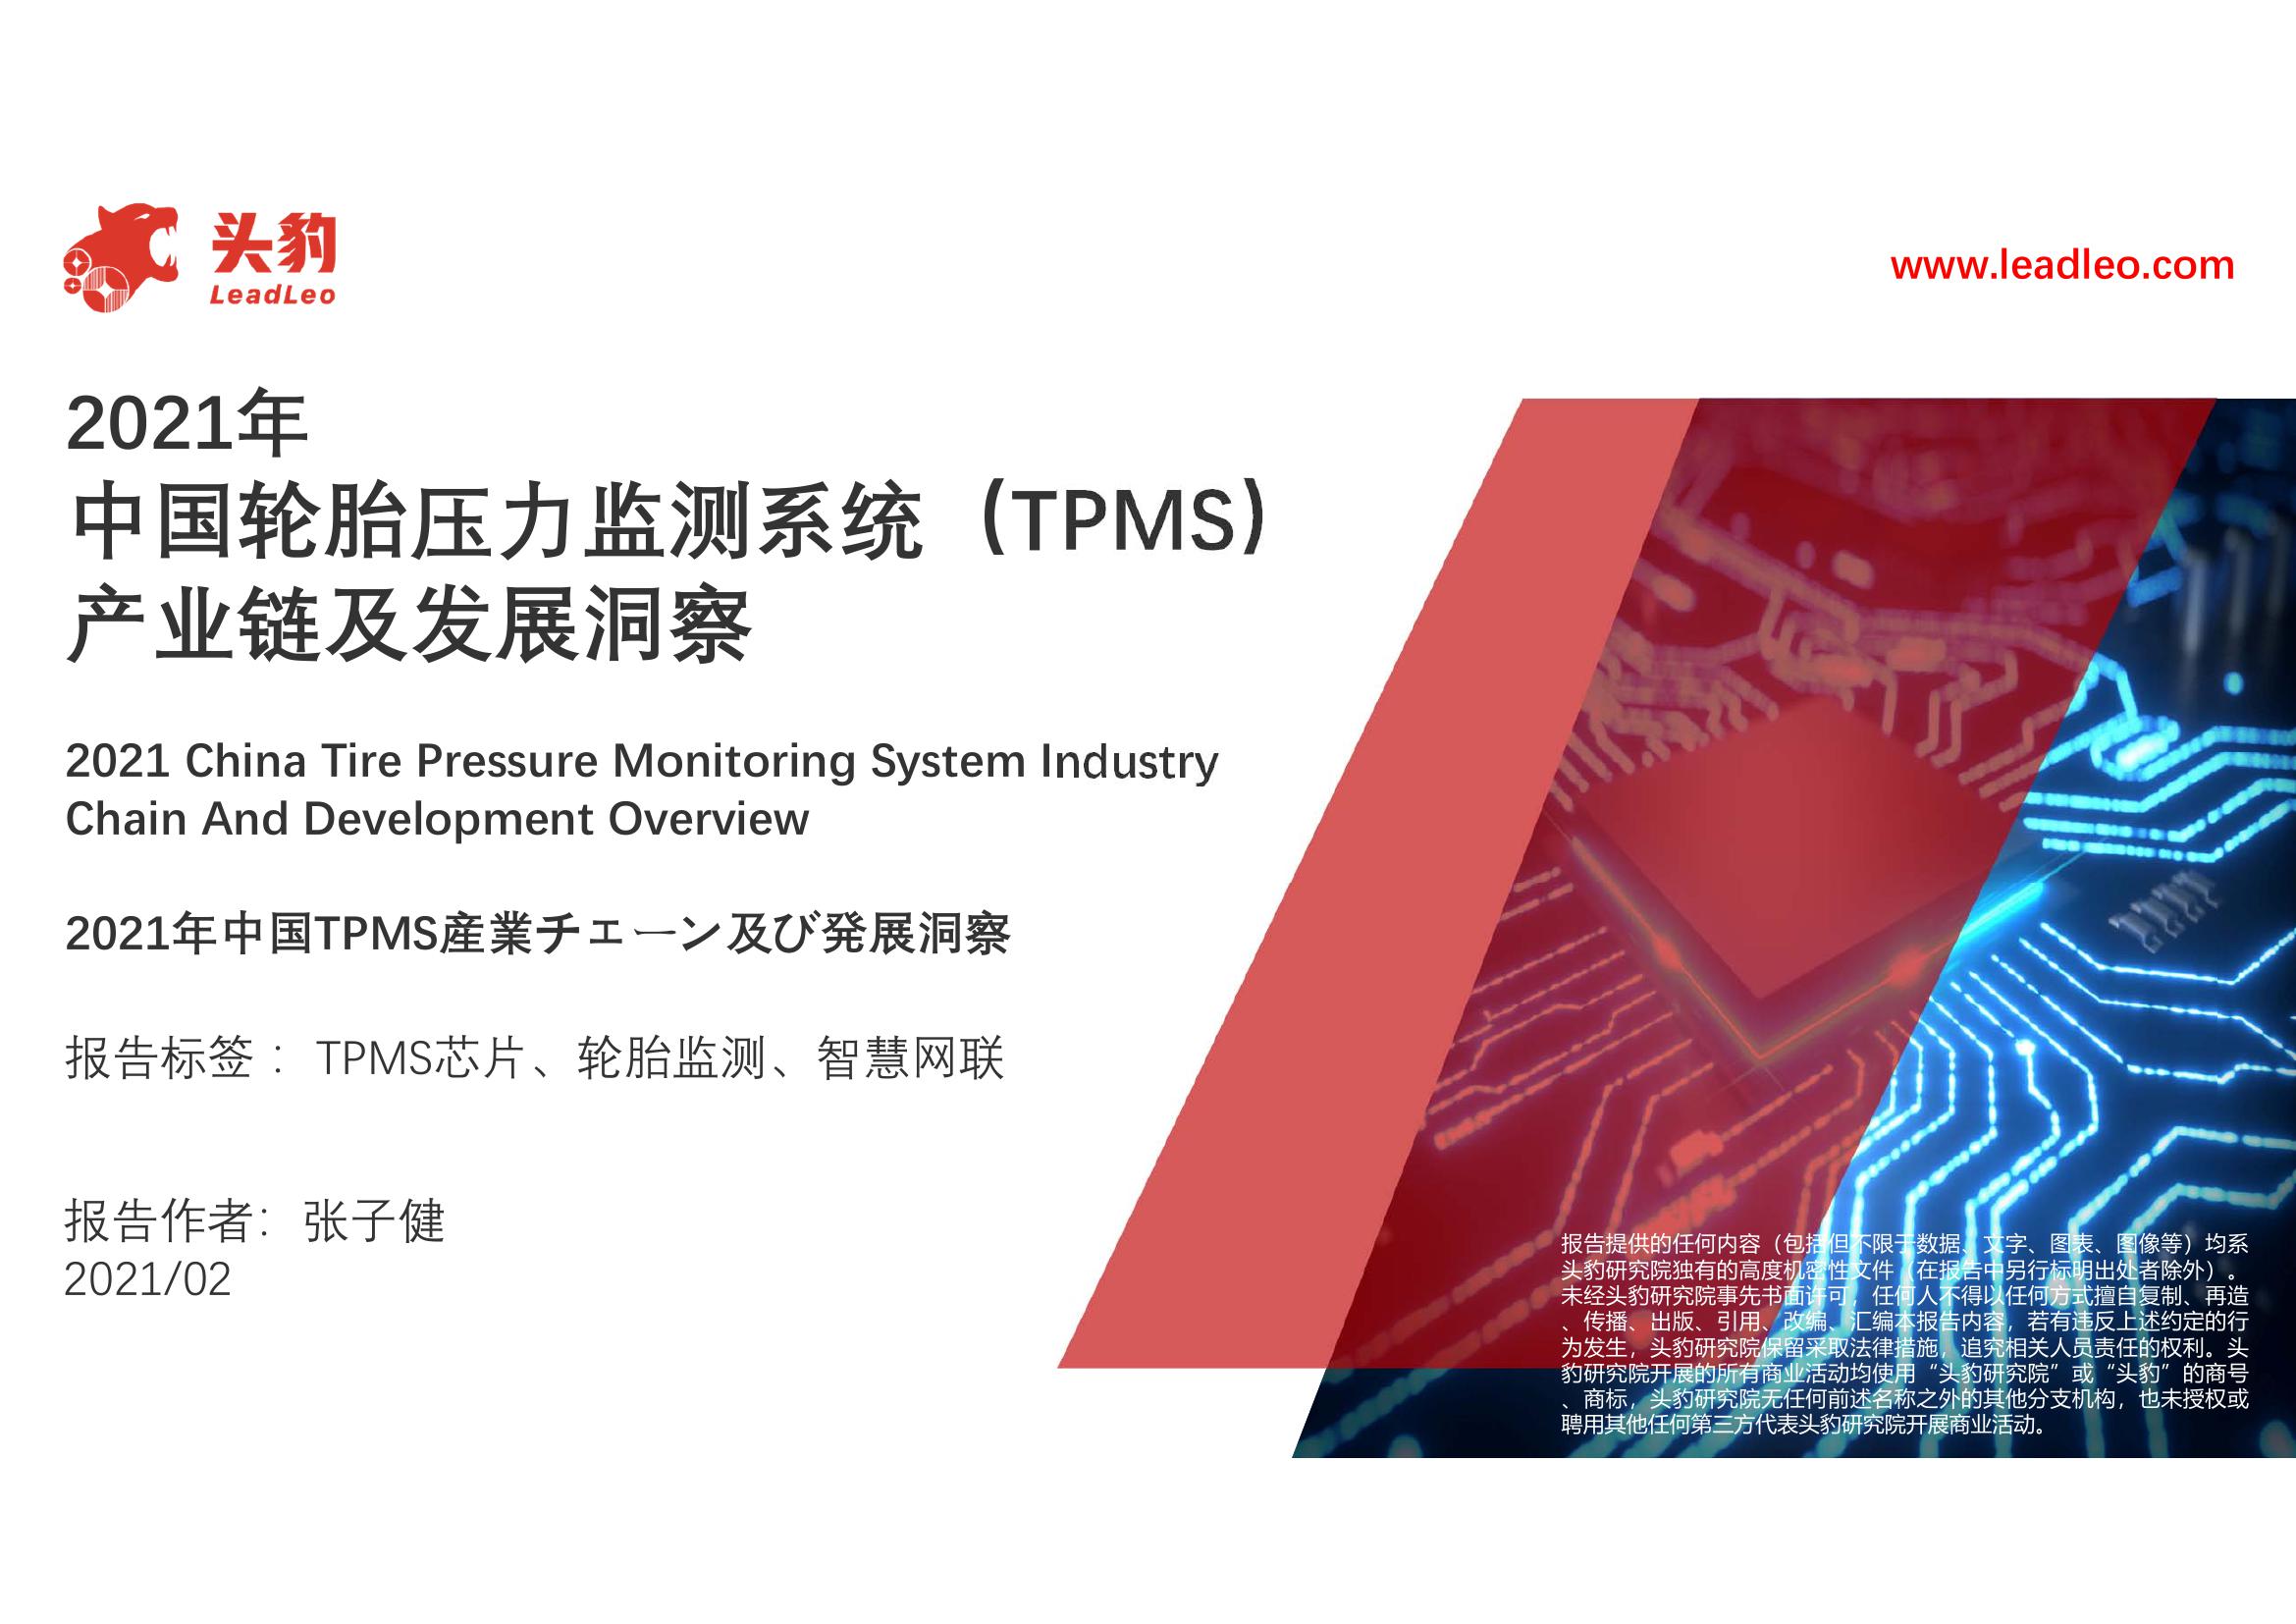 头豹
LeadLeo
www.leadleo.com
2021年
中国轮胎压力监测系统（TPMS）
产业链及发展洞察
2021 China Tire Pressure Monitoring System Industry
Chain And Development Overview
2021年中国TPMS産業チェーン及び発展洞察
报告标签： TPMS芯片、轮胎监测、智慧网联
报告作者：张子健
2021/02
报告提供的任何内容（包括但不限于数据、文字、图表、图像等）均系
头豹研究院独有的高度机密性文件（在报告中另行标明出处者除外）。
未经头豹研究院事先书面许可，任何人不得以任何方式擅自复制、再造
、传播、出版、引用、改编、汇编本报告内容，若有违反上述约定的行
为发生，头豹研究院保留采取法律措施，追究相关人员责任的权利。头
豹研究院开展的所有商业活动均使用“头豹研究院”或“头豹”的商号
、商标，头豹研究院无任何前述名称之外的其他分支机构，也未授权或
聘用其他任何第三方代表头豹研究院开展商业活动。